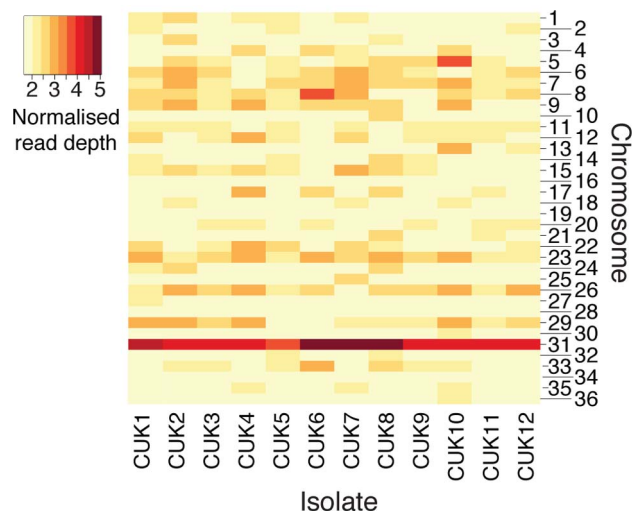 2 3 4 5
Normalised
read depth
1
2
3
4
5
6
7
8
9
10
11
12
13
14
15
16
17
18
19
20
21
22
23
24
25
26
27
28
29
30
31
32
33
34
35
36
Chromosome
CUK1
CUK2
CUK3
CUK4
CUK5
CUK6
CUK7
CUK8
CUK9
CUK10
CUK11
CUK12
Isolate